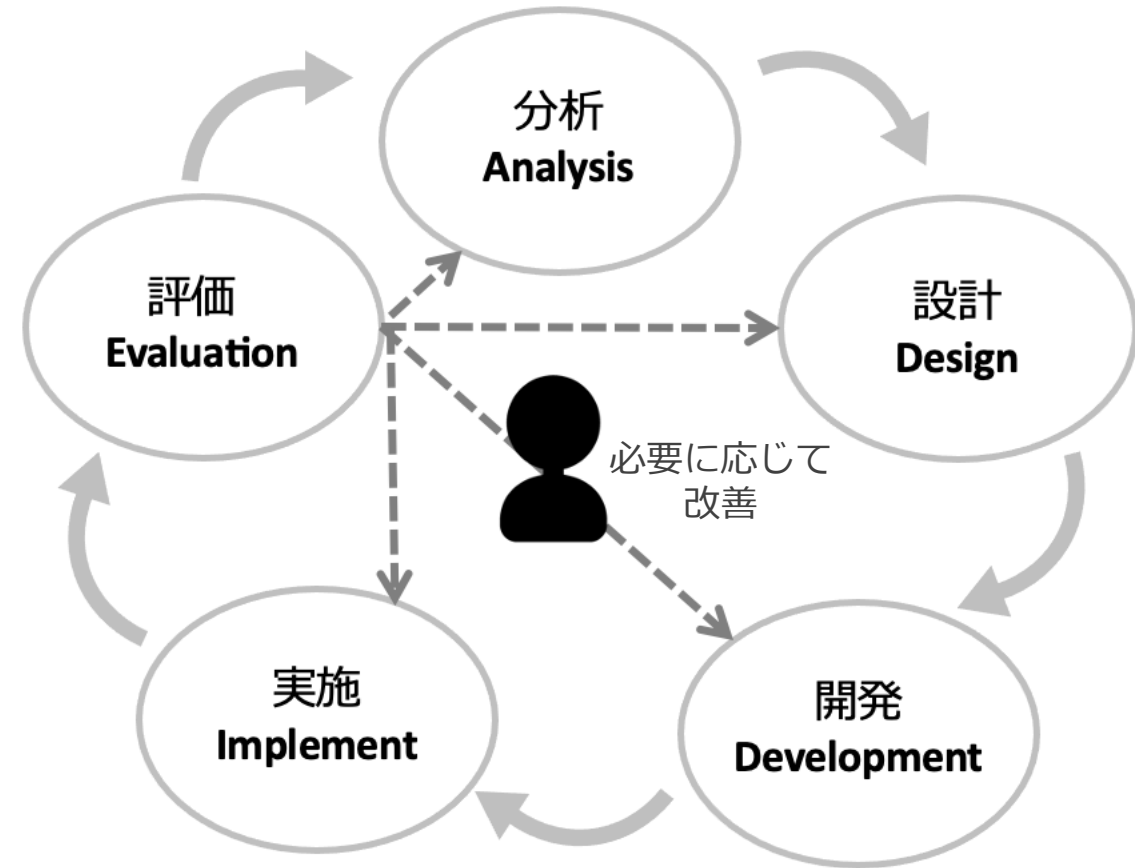 分析
Analysis
設計
Design
開発
Development
実施
Implement
評価
Evaluation
必要に応じて
改善